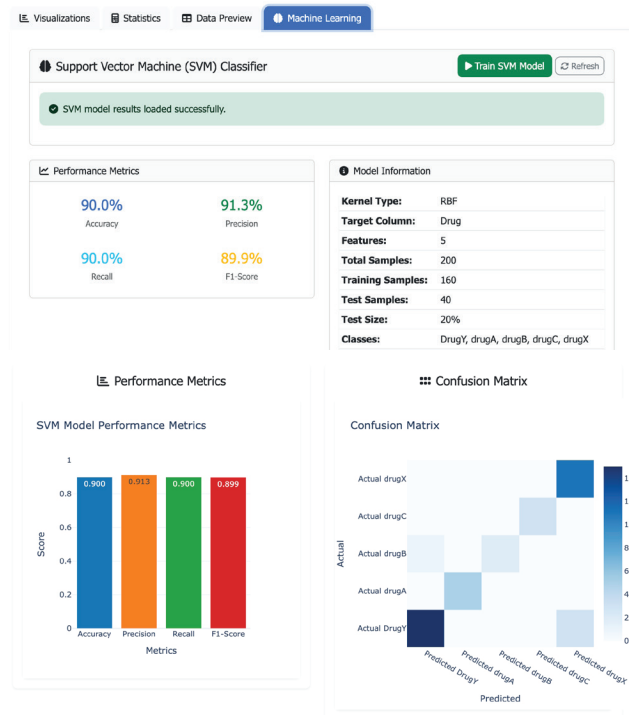 Visualizations Statistics Data Preview Machine Learning
Support Vector Machine (SVM) Classifier Train SVM Model Refresh
SVM model results loaded successfully.
Performance Metrics
90.0% 91.3%
Accuracy Precision
90.0% 89.9%
Recall F1-Score
Model Information
Kernel Type: RBF
Target Column: Drug
Features: 5
Total Samples: 200
Training Samples: 160
Test Samples: 40
Test Size: 20%
Classes: DrugY, drugA, drugB, drugC, drugX
Performance Metrics
SVM Model Performance Metrics
1
0.8
0.6
0.4
0.2
0
Score
0.900 0.913 0.900 0.899
Accuracy Precision Recall F1-Score
Metrics
Confusion Matrix
Confusion Matrix
Actual
Actual drugX
Actual drugC
Actual drugB
Actual drugA
Actual DrugY
Predicted DrugY
Predicted drugA
Predicted drugB
Predicted drugC
Predicted drugX
Predicted
8
6
4
2
0